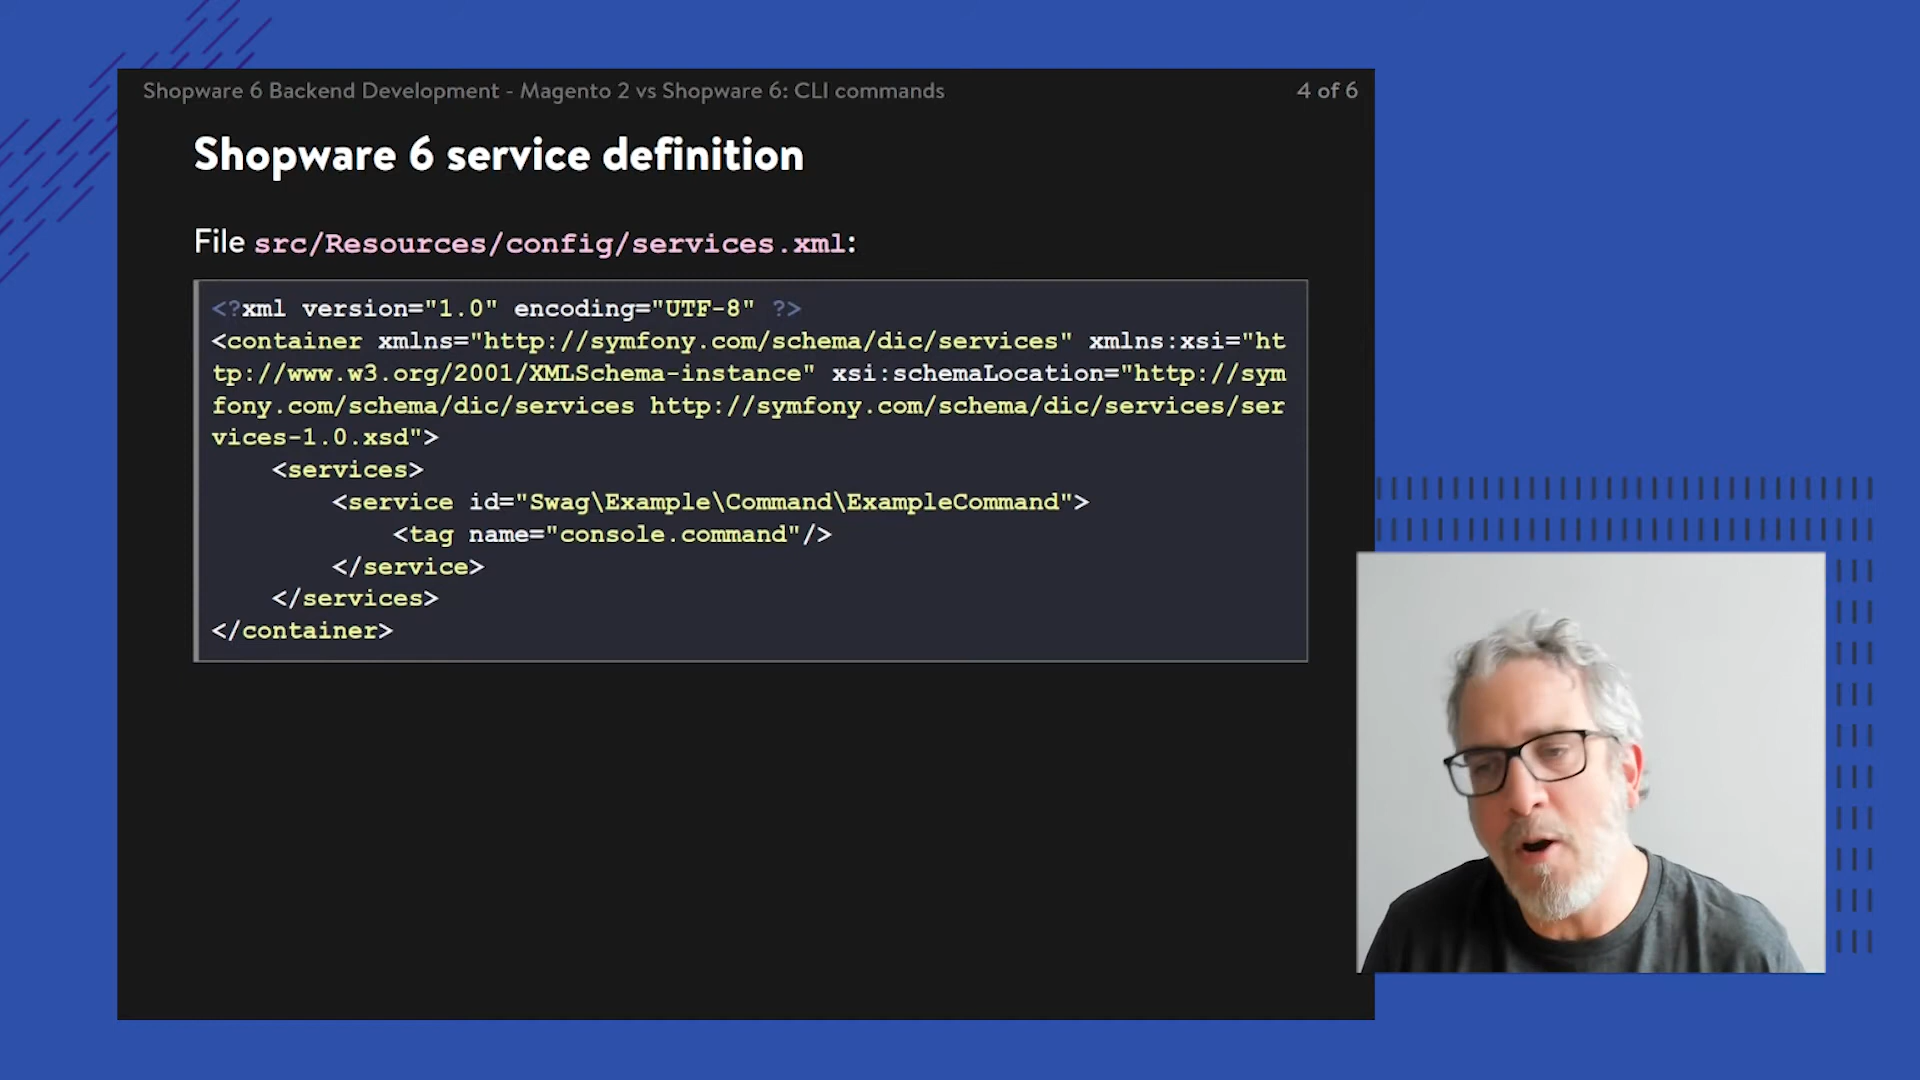 Shopware 6 Backend Development - Magento 2 vs Shopware 6: CLI commands
4 of 6
Shopware 6 service definition
File src/Resources/config/services.xml:
<?xml version="1.0" encoding="UTF-8" ?>
<container xmlns="http://symfony.com/schema/dic/services" xmlns:xsi="ht
tp://www.w3.org/2001/XMLSchema-instance" xsi:schemaLocation="http://sym
fony.com/schema/dic/services http://symfony.com/schema/dic/services/ser
vices-1.0.xsd">
    <services>
        <service id="Swag\Example\Command\ExampleCommand">
            <tag name="console.command"/>
        </service>
    </services>
</container>